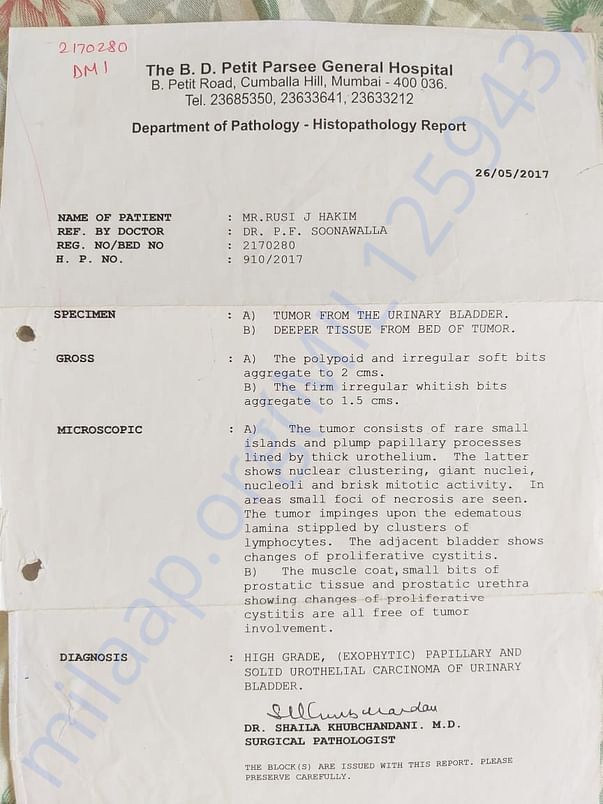 2170280
DM1
The B. D. Petit Parsee General Hospital
B. Petit Road, Cumballa Hill, Mumbai - 400 036.
Tel. 23685350, 23633641, 23633212
Department of Pathology - Histopathology Report
26/05/2017
NAME OF PATIENT : MR.RUSI J HAKIM
REF. BY DOCTOR : DR. P.F. SOONAWALLA
REG. NO/BED NO : 2170280
H. P. NO. : 910/2017
SPECIMEN : A) TUMOR FROM THE URINARY BLADDER.
B) DEEPER TISSUE FROM BED OF TUMOR.
GROSS : A) The polypoid and irregular soft bits
aggregate to 2 cms.
B) The firm irregular whitish bits
aggregate to 1.5 cms.
MICROSCOPIC : A) The tumor consists of rare small
islands and plump papillary processes
lined by thick urothelium. The latter
shows nuclear clustering, giant nuclei,
nucleoli and brisk mitotic activity. In
areas small foci of necrosis are seen.
The tumor impinges upon the edematous
lamina stippled by clusters of
lymphocytes. The adjacent bladder shows
changes of proliferative cystitis.
B) The muscle coat, small bits of
prostatic tissue and prostatic urethra
showing changes of proliferative
cystitis are all free of tumor
involvement.
DIAGNOSIS : HIGH GRADE, (EXOPHYTIC) PAPILLARY AND
SOLID UROTHELIAL CARCINOMA OF URINARY
BLADDER.
DR. SHAILA KHUBCHANDANI. M.D.
SURGICAL PATHOLOGIST
THE BLOCK(S) ARE ISSUED WITH THIS REPORT. PLEASE
PRESERVE CAREFULLY.